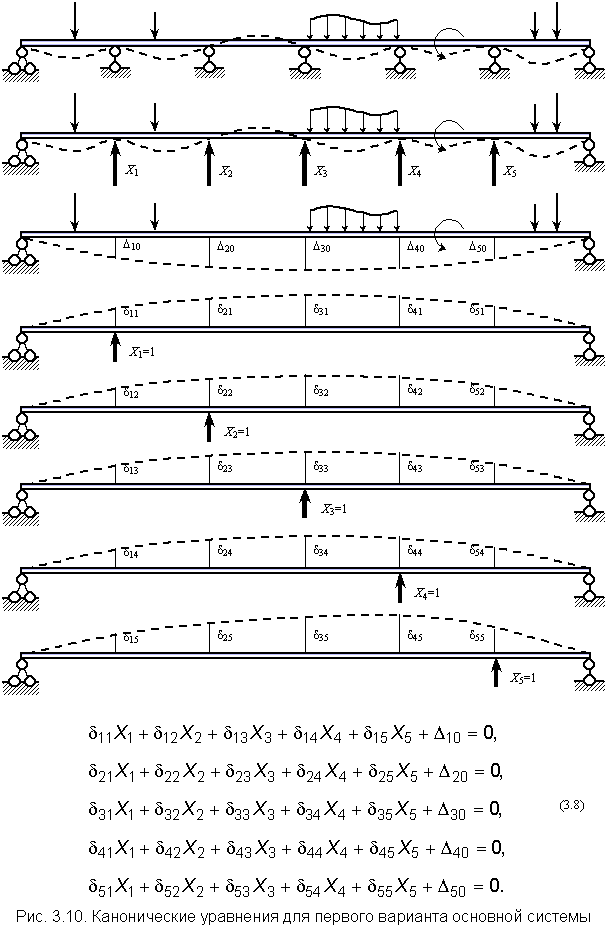 X₁ X₂ X₃ X₄ X₅
Δ₁₀ Δ₂₀ Δ₃₀ Δ₄₀ Δ₅₀
δ₁₁ δ₂₁ δ₃₁ δ₄₁ δ₅₁
X₁=1
δ₁₂ δ₂₂ δ₃₂ δ₄₂ δ₅₂
X₂=1
δ₁₃ δ₂₃ δ₃₃ δ₄₃ δ₅₃
X₃=1
δ₁₄ δ₂₄ δ₃₄ δ₄₄ δ₅₄
X₄=1
δ₁₅ δ₂₅ δ₃₅ δ₄₅ δ₅₅
X₅=1
δ₁₁X₁ + δ₁₂X₂ + δ₁₃X₃ + δ₁₄X₄ + δ₁₅X₅ + Δ₁₀ = 0,
δ₂₁X₁ + δ₂₂X₂ + δ₂₃X₃ + δ₂₄X₄ + δ₂₅X₅ + Δ₂₀ = 0,
δ₃₁X₁ + δ₃₂X₂ + δ₃₃X₃ + δ₃₄X₄ + δ₃₅X₅ + Δ₃₀ = 0, (3.8)
δ₄₁X₁ + δ₄₂X₂ + δ₄₃X₃ + δ₄₄X₄ + δ₄₅X₅ + Δ₄₀ = 0,
δ₅₁X₁ + δ₅₂X₂ + δ₅₃X₃ + δ₅₄X₄ + δ₅₅X₅ + Δ₅₀ = 0.
Рис. 3.10. Канонические уравнения для первого варианта основной системы